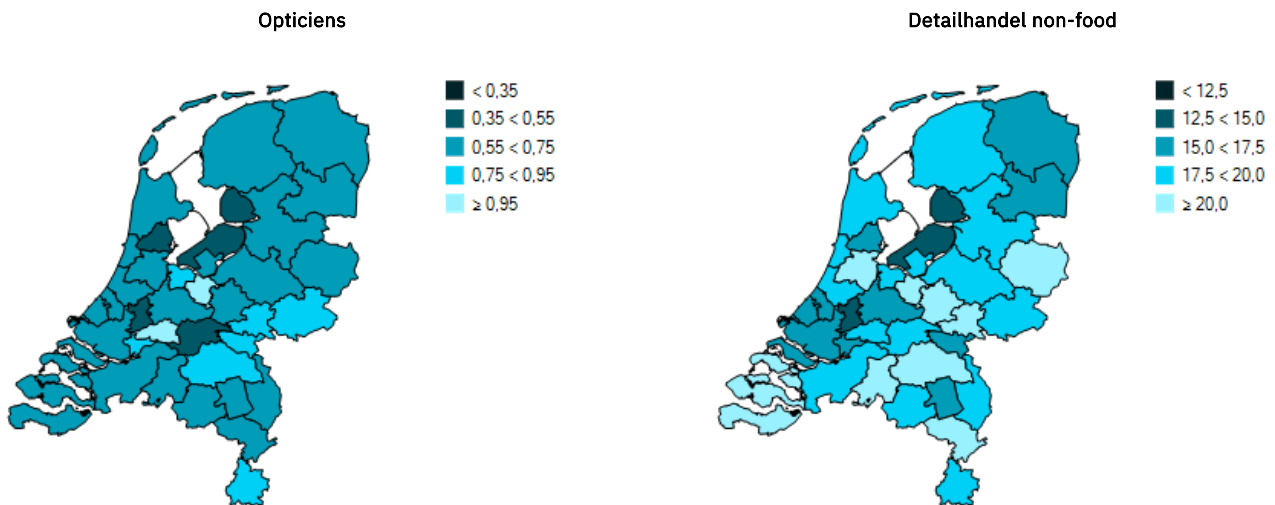 Opticiens
< 0,35
0,35 < 0,55
0,55 < 0,75
0,75 < 0,95
≥ 0,95
Detailhandel non-food
< 12,5
12,5 < 15,0
15,0 < 17,5
17,5 < 20,0
≥ 20,0